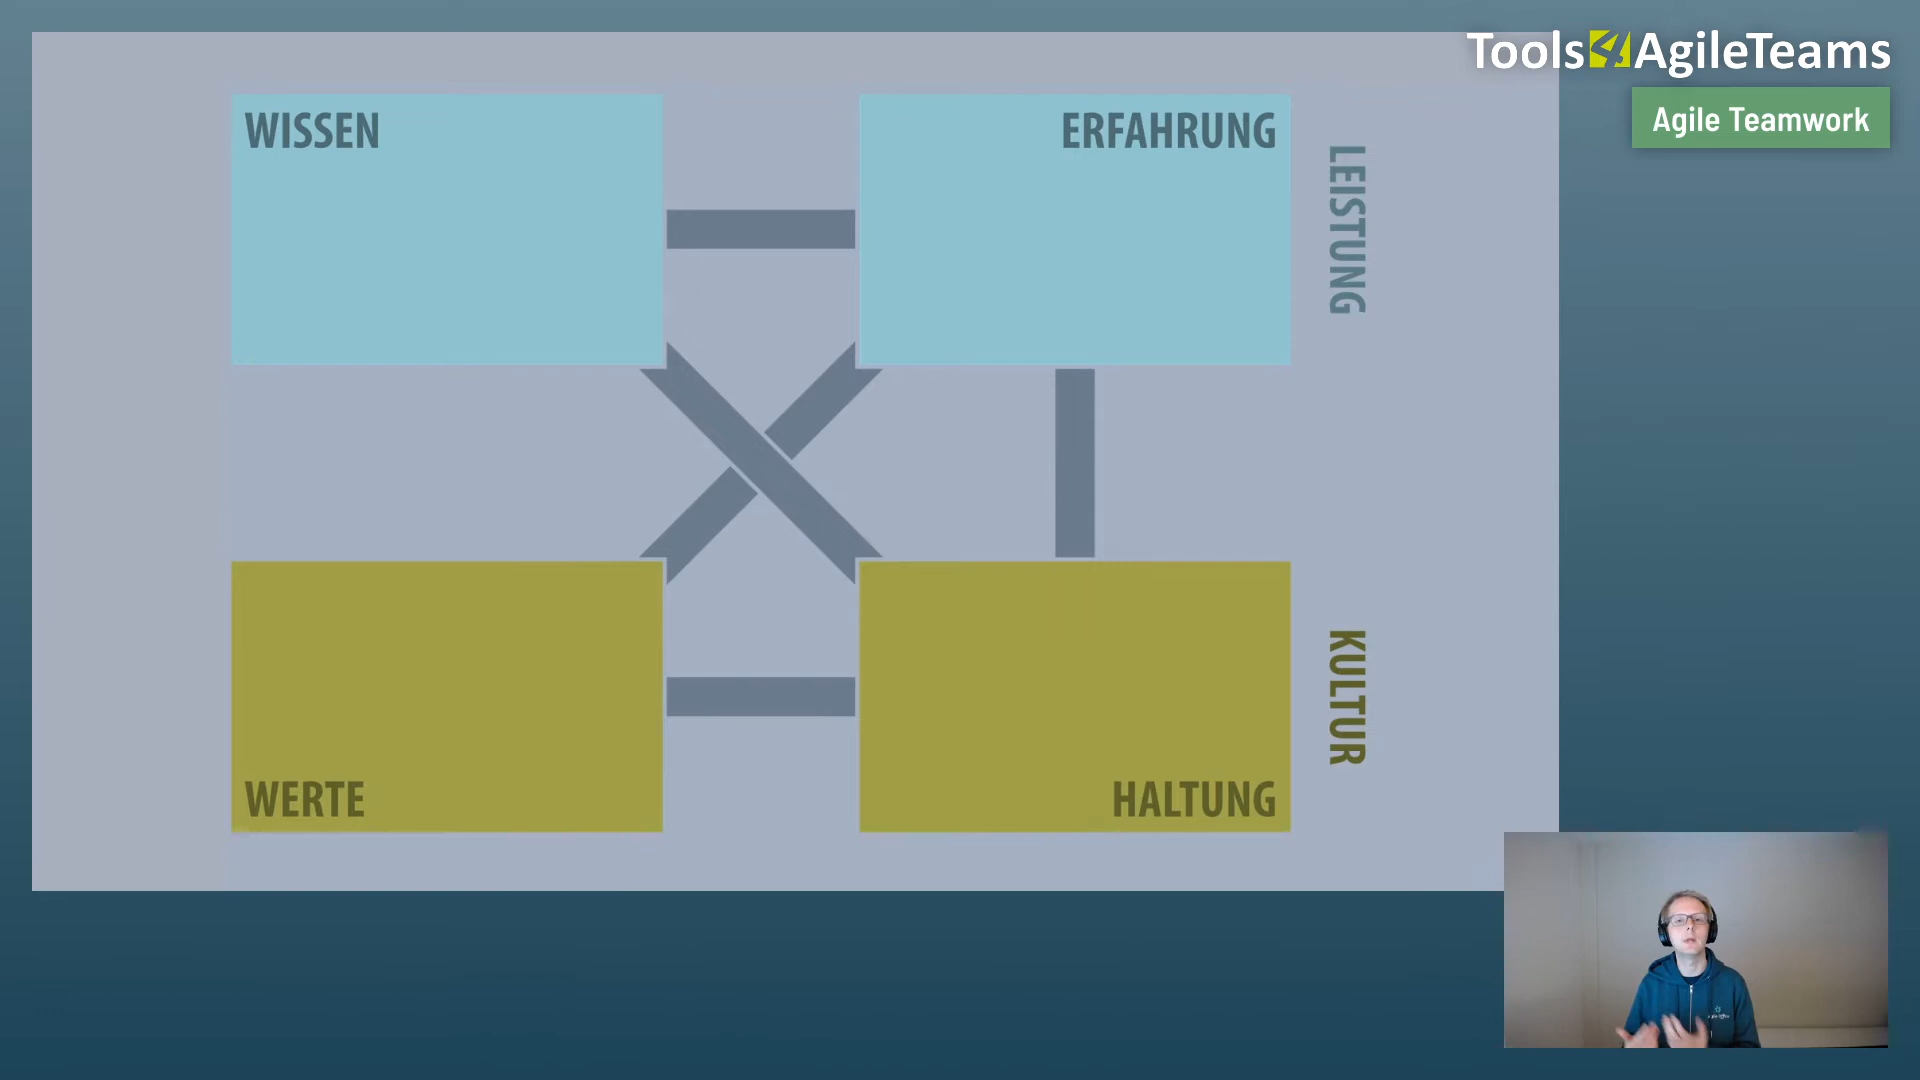 Tools4AgileTeams
Agile Teamwork
WISSEN
ERFAHRUNG
LEISTUNG
WERTE
HALTUNG
KULTUR